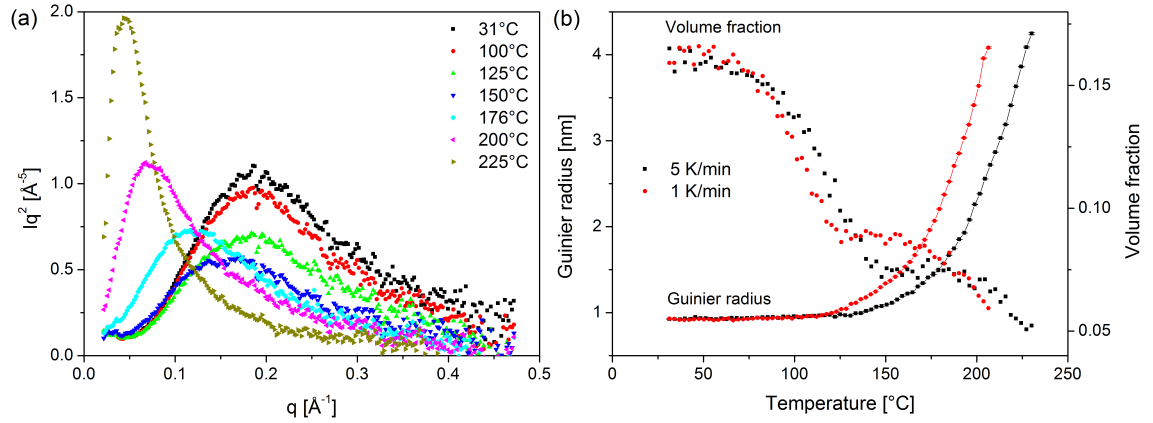 (a)
2.0
1.5
1.0
0.5
0.0
Iq² [Å⁻⁵]
0.0 0.1 0.2 0.3 0.4 0.5
q [Å⁻¹]
31°C
100°C
125°C
150°C
176°C
200°C
225°C
(b)
Volume fraction
4
3
2
1
Guinier radius [nm]
5 K/min
1 K/min
Guinier radius
0 50 100 150 200 250
Temperature [°C]
0.15
0.10
0.05
Volume fraction